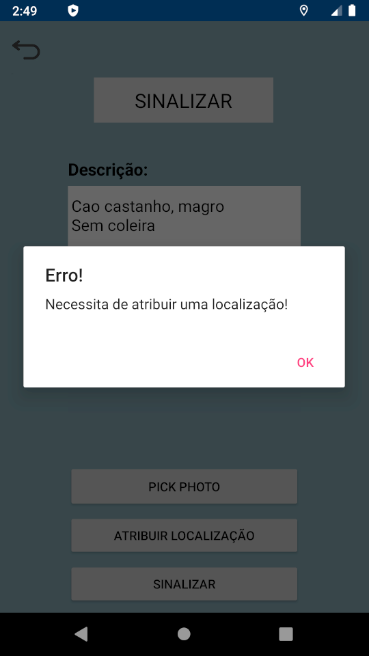 2:49
SINALIZAR
Descrição:
Cao castanho, magro
Sem coleira
Erro!
Necessita de atribuir uma localização!
OK
PICK PHOTO
ATRIBUIR LOCALIZAÇÃO
SINALIZAR